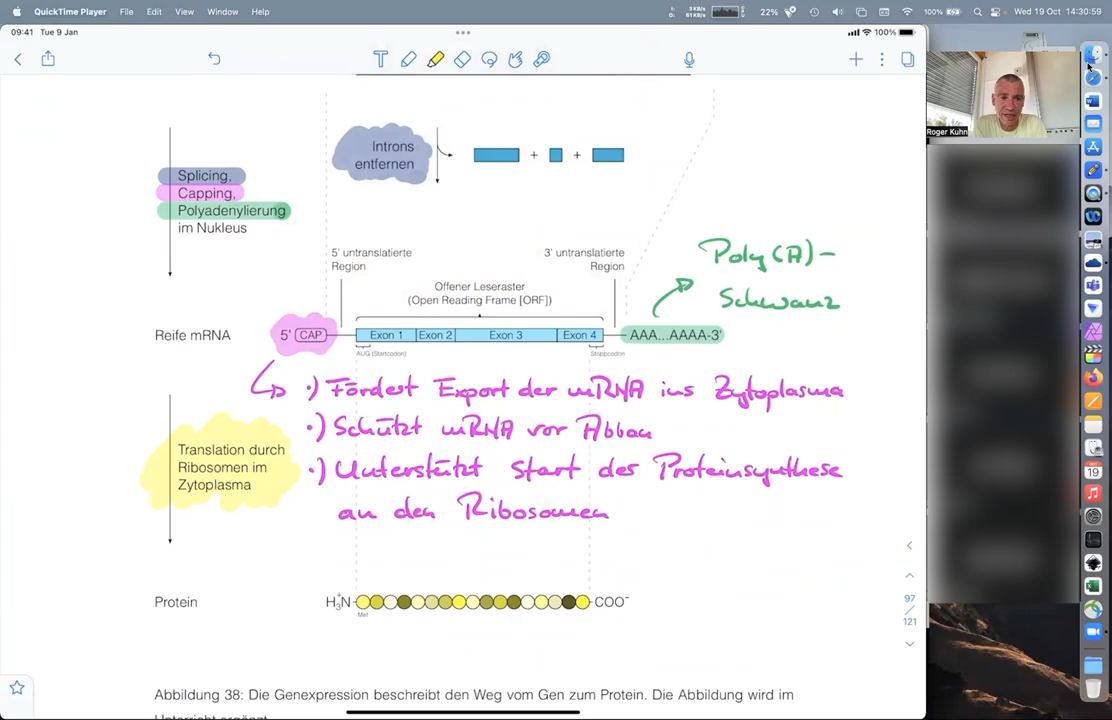 QuickTime Player File Edit View Window Help
22% 100% Wed 19 Oct 14:30:59
09:41 Tue 9 Jan 100%
Roger Kuhn
Introns
entfernen
+ +
Splicing,
Capping,
Polyadenylierung
im Nukleus
5' untranslatierte
Region
3' untranslatierte
Region
Poly(A)-
Schwanz
Offener Leseraster
(Open Reading Frame [ORF])
Reife mRNA
5' CAP Exon 1 Exon 2 Exon 3 Exon 4 AAA...AAAA-3'
AUG (Startcodon) Stoppcodon
·) Fördert Export der mRNA ins Zytoplasma
·) Schützt mRNA vor Abbau
·) Unterstützt Start der Proteinsynthese
an den Ribosomen
Translation durch
Ribosomen im
Zytoplasma
97
/
121
Protein
H3N+ COO-
Met
Abbildung 38: Die Genexpression beschreibt den Weg vom Gen zum Protein. Die Abbildung wird im
Unterricht ergänzt